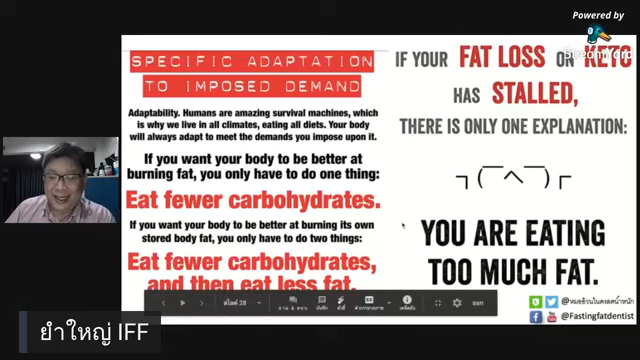 Powered by
StreamYard
SPECIFIC ADAPTATION
TO IMPOSED DEMAND
Adaptability. Humans are amazing survival machines, which
is why we live in all climates, eating all diets. Your body
will always adapt to meet the demands you impose upon it.
If you want your body to be better at
burning fat, you only have to do one thing:
Eat fewer carbohydrates.
If you want your body to be better at burning its own
stored body fat, you only have to do two things:
Eat fewer carbohydrates,
and then eat less fat.
IF YOUR FAT LOSS ON KETO
HAS STALLED,
THERE IS ONLY ONE EXPLANATION:
YOU ARE EATING
TOO MUCH FAT.
@หมออ้วนในดงลดน้ำหนัก
@Fastingfatdentist
สไลด์ 28
ออก
ยำใหญ่ IFF